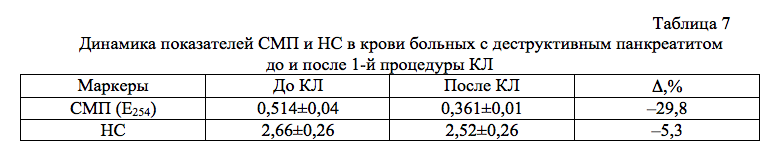 Таблица 7
Динамика показателей СМП и НС в крови больных с деструктивным панкреатитом
до и после 1-й процедуры КЛ
Маркеры До КЛ После КЛ Δ,%
СМП (Е254) 0,514±0,04 0,361±0,01 –29,8
НС 2,66±0,26 2,52±0,26 –5,3